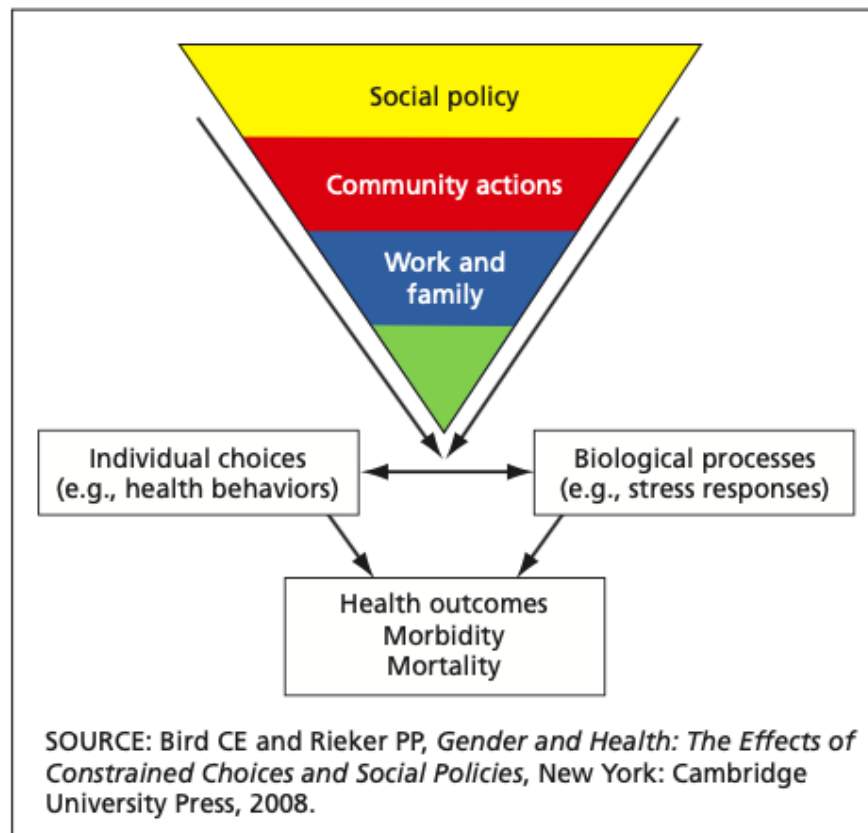 Social policy
Community actions
Work and
family
Individual choices
(e.g., health behaviors)
Biological processes
(e.g., stress responses)
Health outcomes
Morbidity
Mortality
SOURCE: Bird CE and Rieker PP, Gender and Health: The Effects of
Constrained Choices and Social Policies, New York: Cambridge
University Press, 2008.